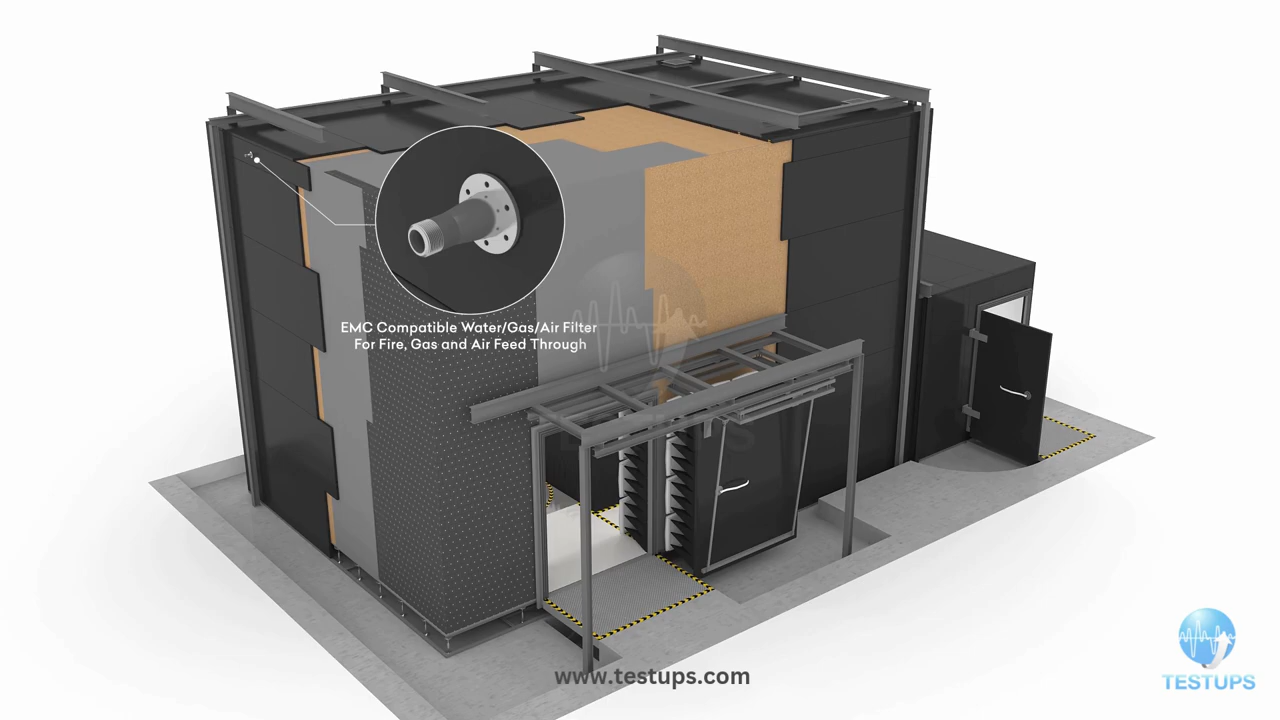 EMC Compatible Water/Gas/Air Filter
For Fire, Gas and Air Feed Through
www.testups.com
TESTUPS